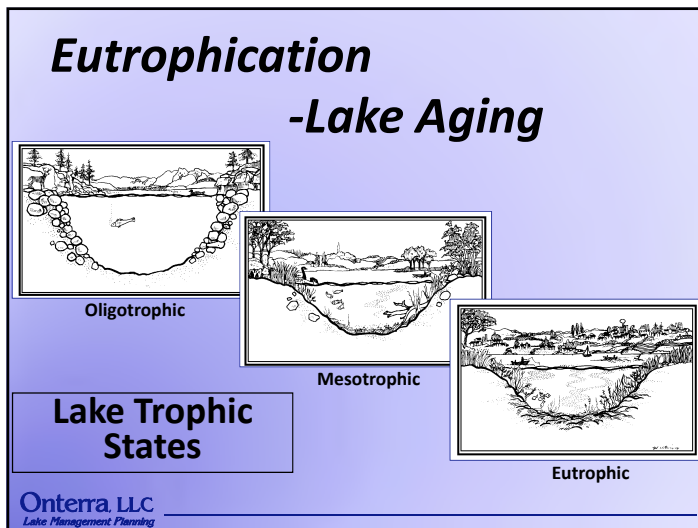 Eutrophication
-Lake Aging
Oligotrophic
Mesotrophic
Eutrophic
Lake Trophic
States
Onterra, LLC
Lake Management Planning